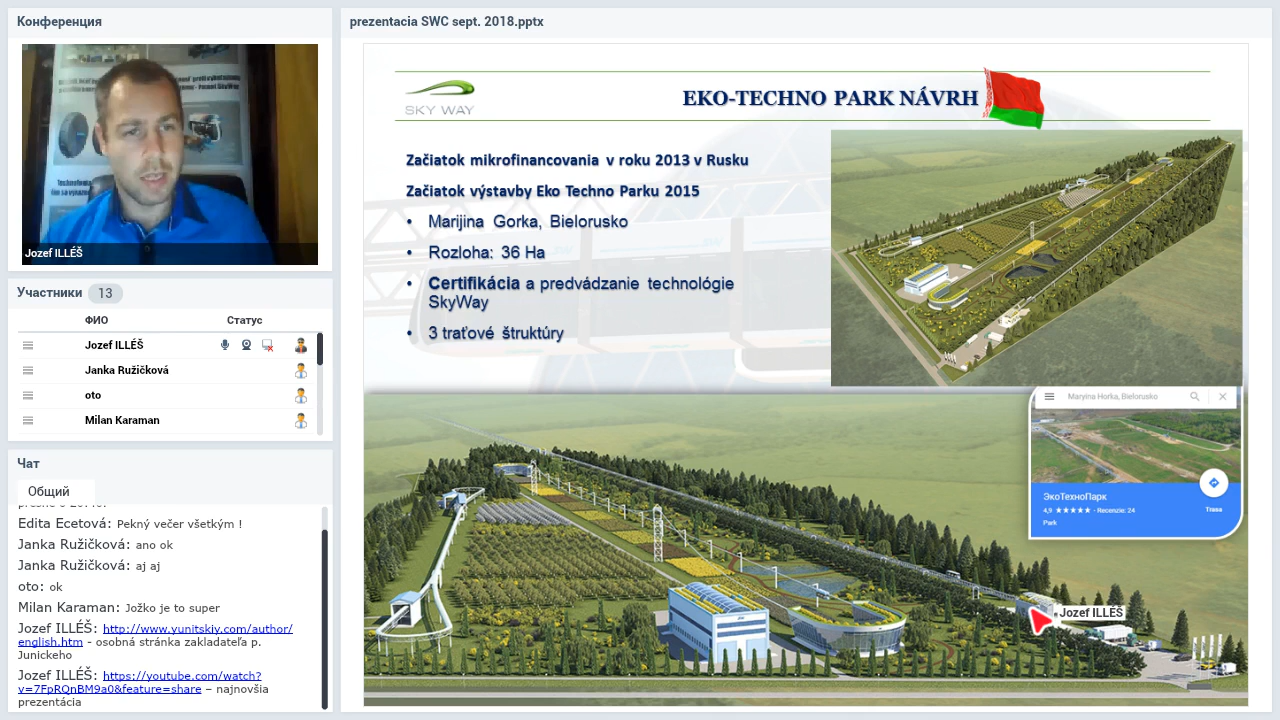 Конференция
Jozef ILLÉŠ
Участники 13
ФИО Статус
Jozef ILLÉŠ
Janka Ružičková
oto
Milan Karaman
Чат
Общий
Edita Ecetová: Pekný večer všetkým !
Janka Ružičková: ano ok
Janka Ružičková: aj aj
oto: ok
Milan Karaman: Jožko je to super
Jozef ILLÉŠ: http://www.yunitskiy.com/author/
english.htm - osobná stránka zakladateľa p.
Junickeho
Jozef ILLÉŠ: https://youtube.com/watch?
v=7FpRQnBM9a0&feature=share – najnovšia
prezentácia
prezentacia SWC sept. 2018.pptx
SKY WAY
EKO-TECHNO PARK NÁVRH
Začiatok mikrofinancovania v roku 2013 v Rusku
Začiatok výstavby Eko Techno Parku 2015
• Marijina Gorka, Bielorusko
• Rozloha: 36 Ha
• Certifikácia a predvádzanie technológie
SkyWay
• 3 traťové štruktúry
Maryina Horka, Bielorusko
ЭкоТехноПарк
4,9 ★★★★★ - Recenzie: 24
Park
Trasa
Jozef ILLÉŠ